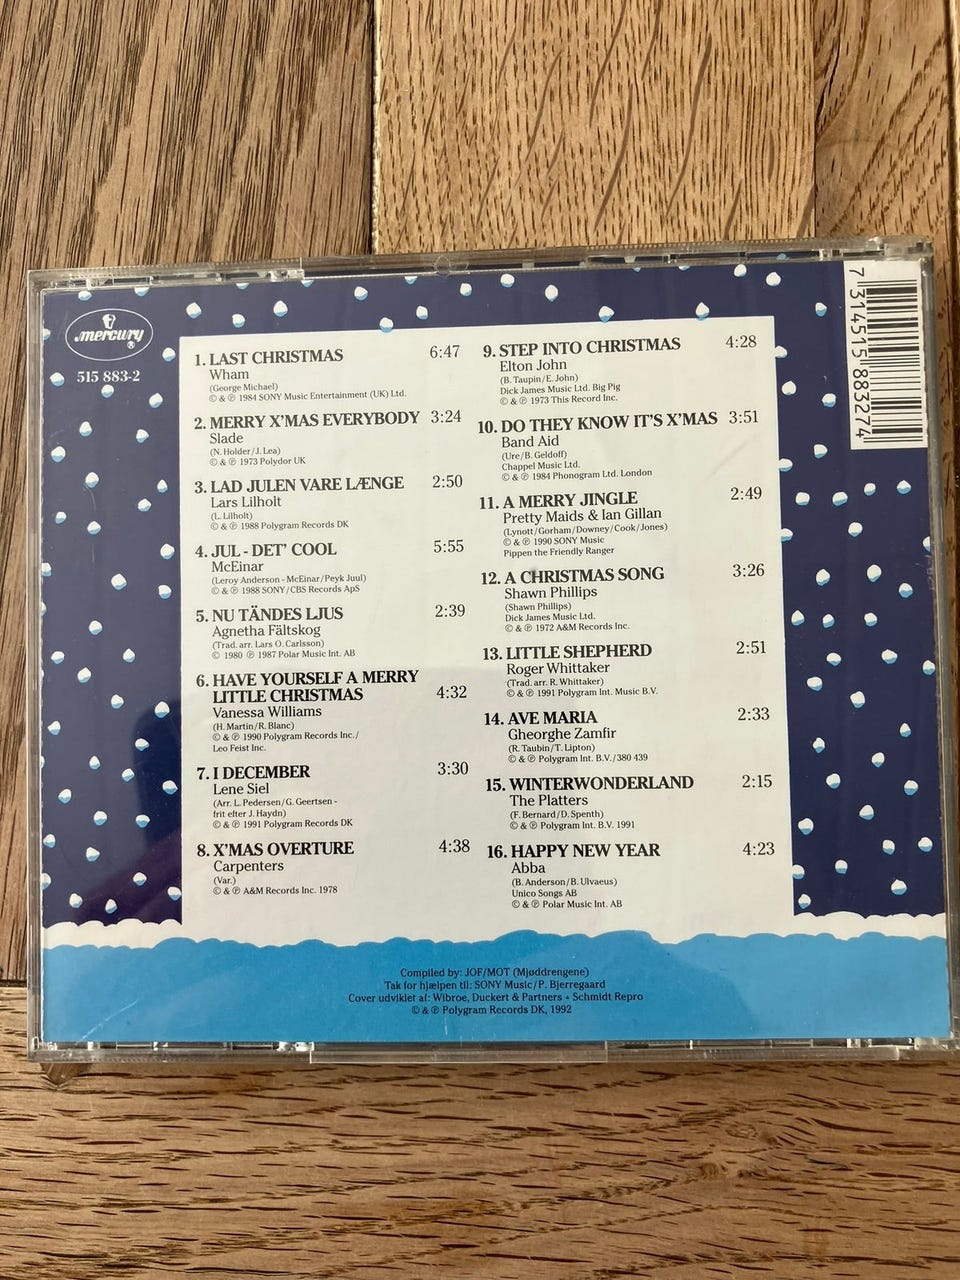 mercury
®
515 883-2
7 31451 5 883274
1. LAST CHRISTMAS 6:47
Wham
(George Michael)
© & ℗ 1984 SONY Music Entertainment (UK) Ltd.
2. MERRY X'MAS EVERYBODY 3:24
Slade
(N. Holder/J. Lea)
© & ℗ 1973 Polydor UK
3. LAD JULEN VARE LÆNGE 2:50
Lars Lilholt
(L. Lilholt)
© & ℗ 1988 Polygram Records DK
4. JUL - DET' COOL 5:55
McEinar
(Leroy Anderson - McEinar/Peyk Juul)
© & ℗ 1988 SONY/CBS Records ApS
5. NU TÄNDES LJUS 2:39
Agnetha Fältskog
(Trad. arr. Lars O. Carlsson)
© 1980 ℗ 1987 Polar Music Int. AB
6. HAVE YOURSELF A MERRY
LITTLE CHRISTMAS 4:32
Vanessa Williams
(H. Martin/R. Blanc)
© & ℗ 1990 Polygram Records Inc./
Leo Feist Inc.
7. I DECEMBER 3:30
Lene Siel
(Arr. L. Pedersen/G. Geertsen -
frit efter J. Haydn)
© & ℗ 1991 Polygram Records DK
8. X'MAS OVERTURE 4:38
Carpenters
(Var.)
© & ℗ A&M Records Inc. 1978
9. STEP INTO CHRISTMAS 4:28
Elton John
(B. Taupin/E. John)
Dick James Music Ltd. Big Pig
© & ℗ 1973 This Record Inc.
10. DO THEY KNOW IT'S X'MAS 3:51
Band Aid
(Ure/B. Geldoff)
Chappel Music Ltd.
© & ℗ 1984 Phonogram Ltd. London
11. A MERRY JINGLE 2:49
Pretty Maids & Ian Gillan
(Lynott/Gorham/Downey/Cook/Jones)
© & ℗ 1990 SONY Music
Pippen the Friendly Ranger
12. A CHRISTMAS SONG 3:26
Shawn Phillips
(Shawn Phillips)
Dick James Music Ltd.
© & ℗ 1972 A&M Records Inc.
13. LITTLE SHEPHERD 2:51
Roger Whittaker
(Trad. arr. R. Whittaker)
© & ℗ 1991 Polygram Int. Music B.V.
14. AVE MARIA 2:33
Gheorghe Zamfir
(R. Taubin/T. Lipton)
© & ℗ Polygram Int. B.V./380 439
15. WINTERWONDERLAND 2:15
The Platters
(F. Bernard/D. Spenth)
© & ℗ Polygram Int. B.V. 1991
16. HAPPY NEW YEAR 4:23
Abba
(B. Anderson/B. Ulvaeus)
Unico Songs AB
© & ℗ Polar Music Int. AB
Compiled by: JOF/MOT (Mjøddrengene)
Tak for hjælpen til: SONY Music/P. Bjerregaard
Cover udviklet af: Wibroe, Duckert & Partners + Schmidt Repro
© & ℗ Polygram Records DK, 1992